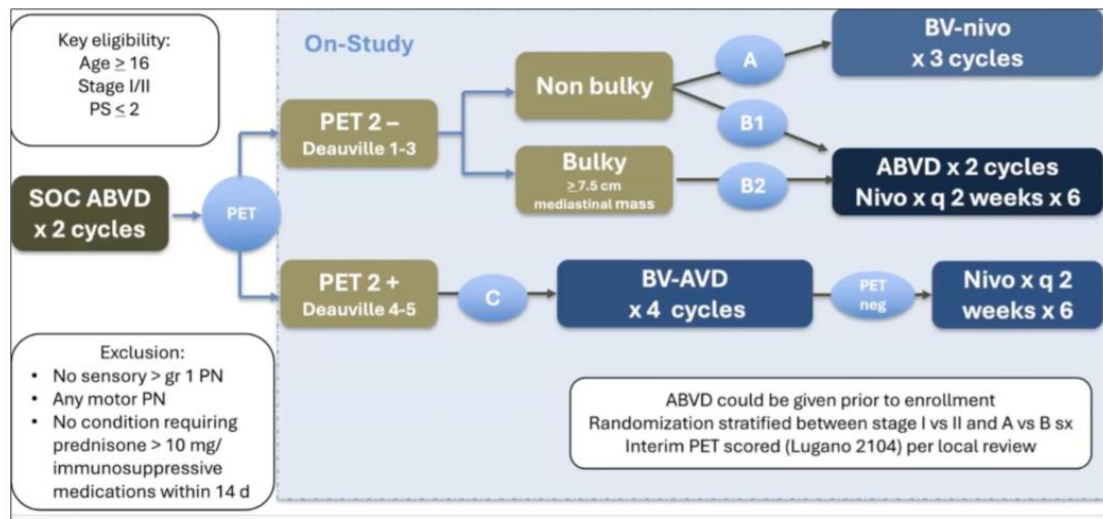 Key eligibility:
Age ≥ 16
Stage I/II
PS ≤ 2
On-Study
SOC ABVD
x 2 cycles
PET
PET 2 –
Deauville 1-3
Non bulky
A
BV-nivo
x 3 cycles
B1
Bulky
≥ 7.5 cm
mediastinal mass
B2
ABVD x 2 cycles
Nivo x q 2 weeks x 6
PET 2 +
Deauville 4-5
C
BV-AVD
x 4 cycles
PET
neg
Nivo x q 2
weeks x 6
Exclusion:
• No sensory > gr 1 PN
• Any motor PN
• No condition requiring
prednisone > 10 mg/
immunosuppressive
medications within 14 d
ABVD could be given prior to enrollment
Randomization stratified between stage I vs II and A vs B sx
Interim PET scored (Lugano 2104) per local review